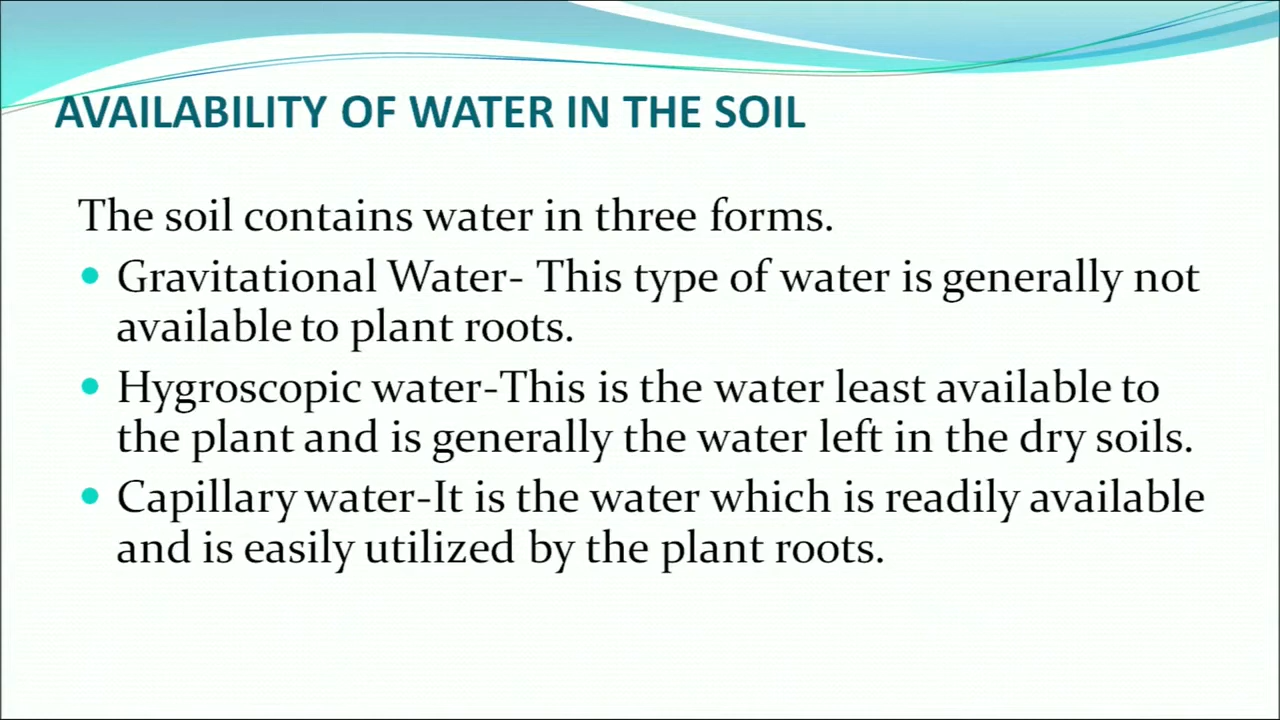 AVAILABILITY OF WATER IN THE SOIL
The soil contains water in three forms.
• Gravitational Water- This type of water is generally not
available to plant roots.
• Hygroscopic water-This is the water least available to
the plant and is generally the water left in the dry soils.
• Capillary water-It is the water which is readily available
and is easily utilized by the plant roots.